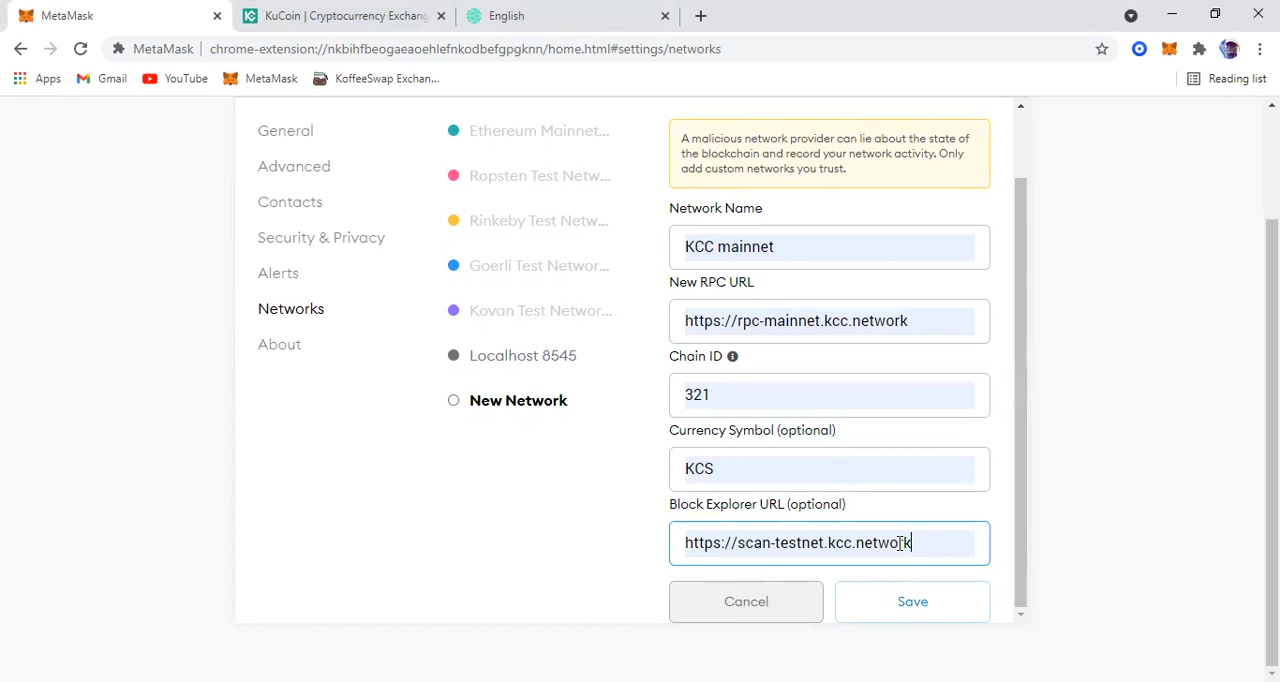 MetaMask
KuCoin | Cryptocurrency Exchang
English
MetaMask
chrome-extension://nkbihfbeogaeaoehlefnkodbefgpgknn/home.html#settings/networks
Apps
Gmail
YouTube
MetaMask
KoffeeSwap Exchan...
Reading list
General
Advanced
Contacts
Security & Privacy
Alerts
Networks
About
Ethereum Mainnet...
Ropsten Test Netw...
Rinkeby Test Netw...
Goerli Test Networ...
Kovan Test Networ...
Localhost 8545
New Network
A malicious network provider can lie about the state of
the blockchain and record your network activity. Only
add custom networks you trust.
Network Name
KCC mainnet
New RPC URL
https://rpc-mainnet.kcc.network
Chain ID
321
Currency Symbol (optional)
KCS
Block Explorer URL (optional)
https://scan-testnet.kcc.network
Cancel
Save